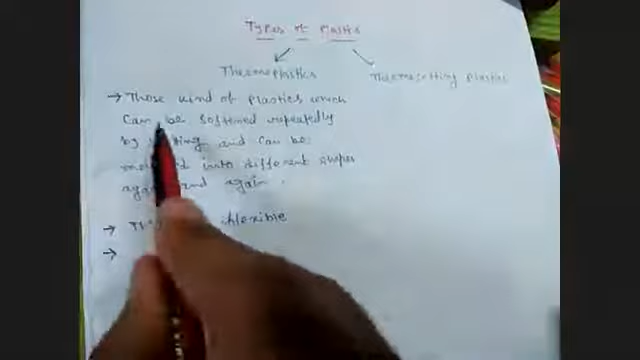 Types of Plastics
Thermoplastics
Thermosetting plastics
→ Those kind of plastics which
can be softened repeatedly
by and can be
into different shapes
and again.
→ flexible
→